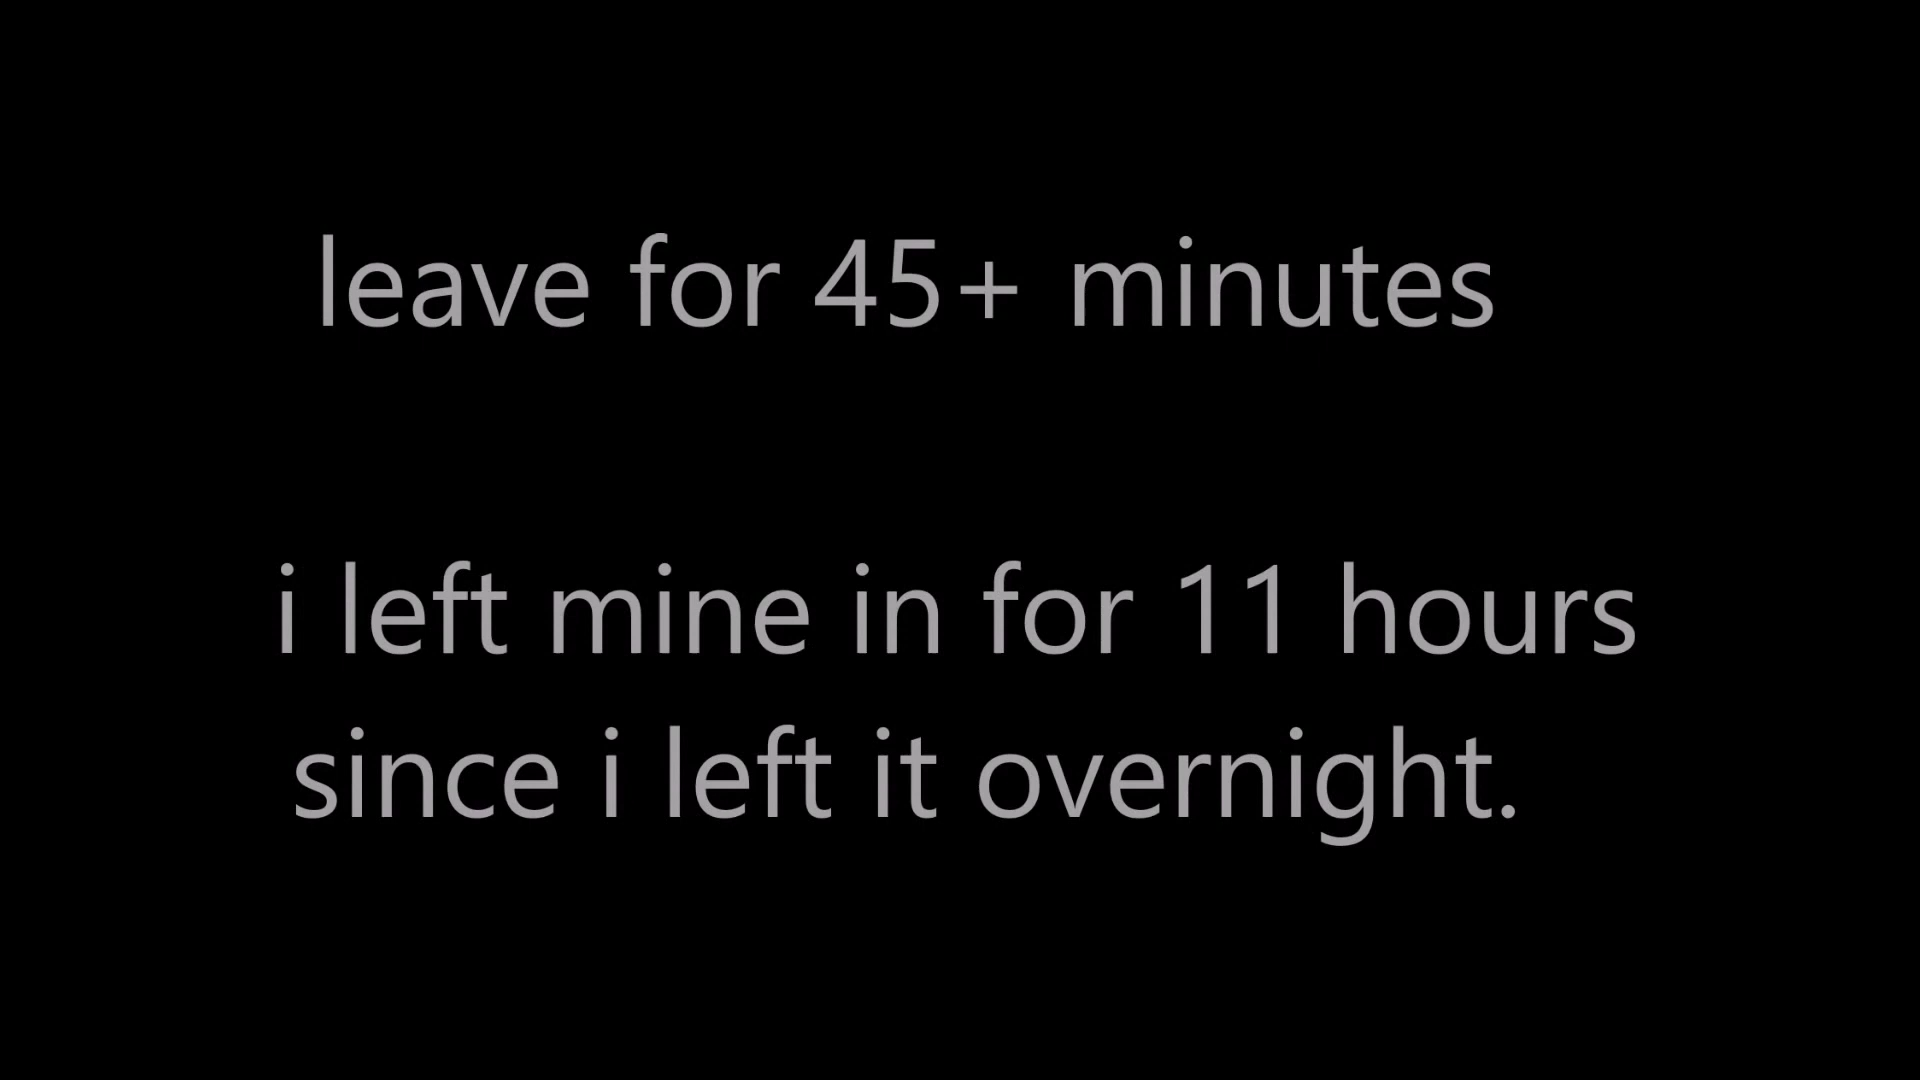 leave for 45+ minutes
i left mine in for 11 hours
since i left it overnight.